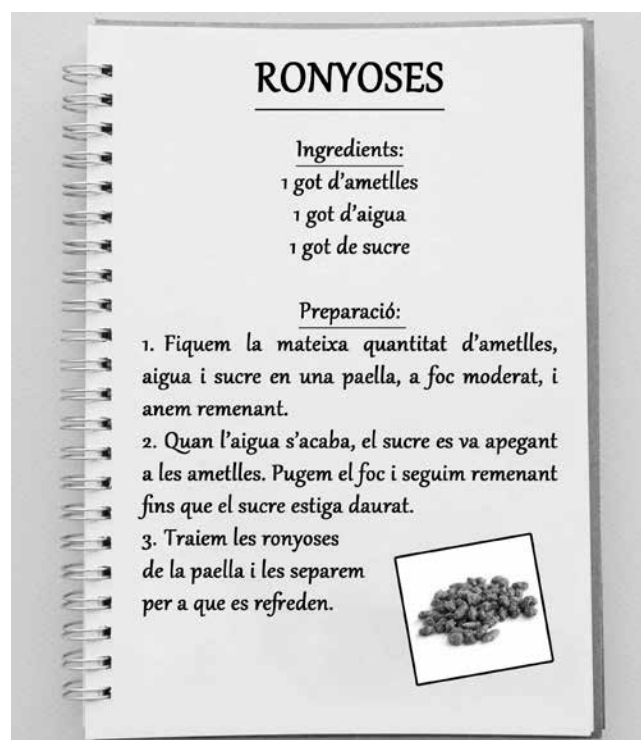 RONYOSES
Ingredients:
1 got d'ametlles
1 got d'aigua
1 got de sucre
Preparació:
1. Fiquem la mateixa quantitat d'ametlles,
aigua i sucre en una paella, a foc moderat, i
anem remenant.
2. Quan l'aigua s'acaba, el sucre es va apegant
a les ametlles. Pugem el foc i seguim remenant
fins que el sucre estiga daurat.
3. Traiem les ronyoses
de la paella i les separem
per a que es refreden.